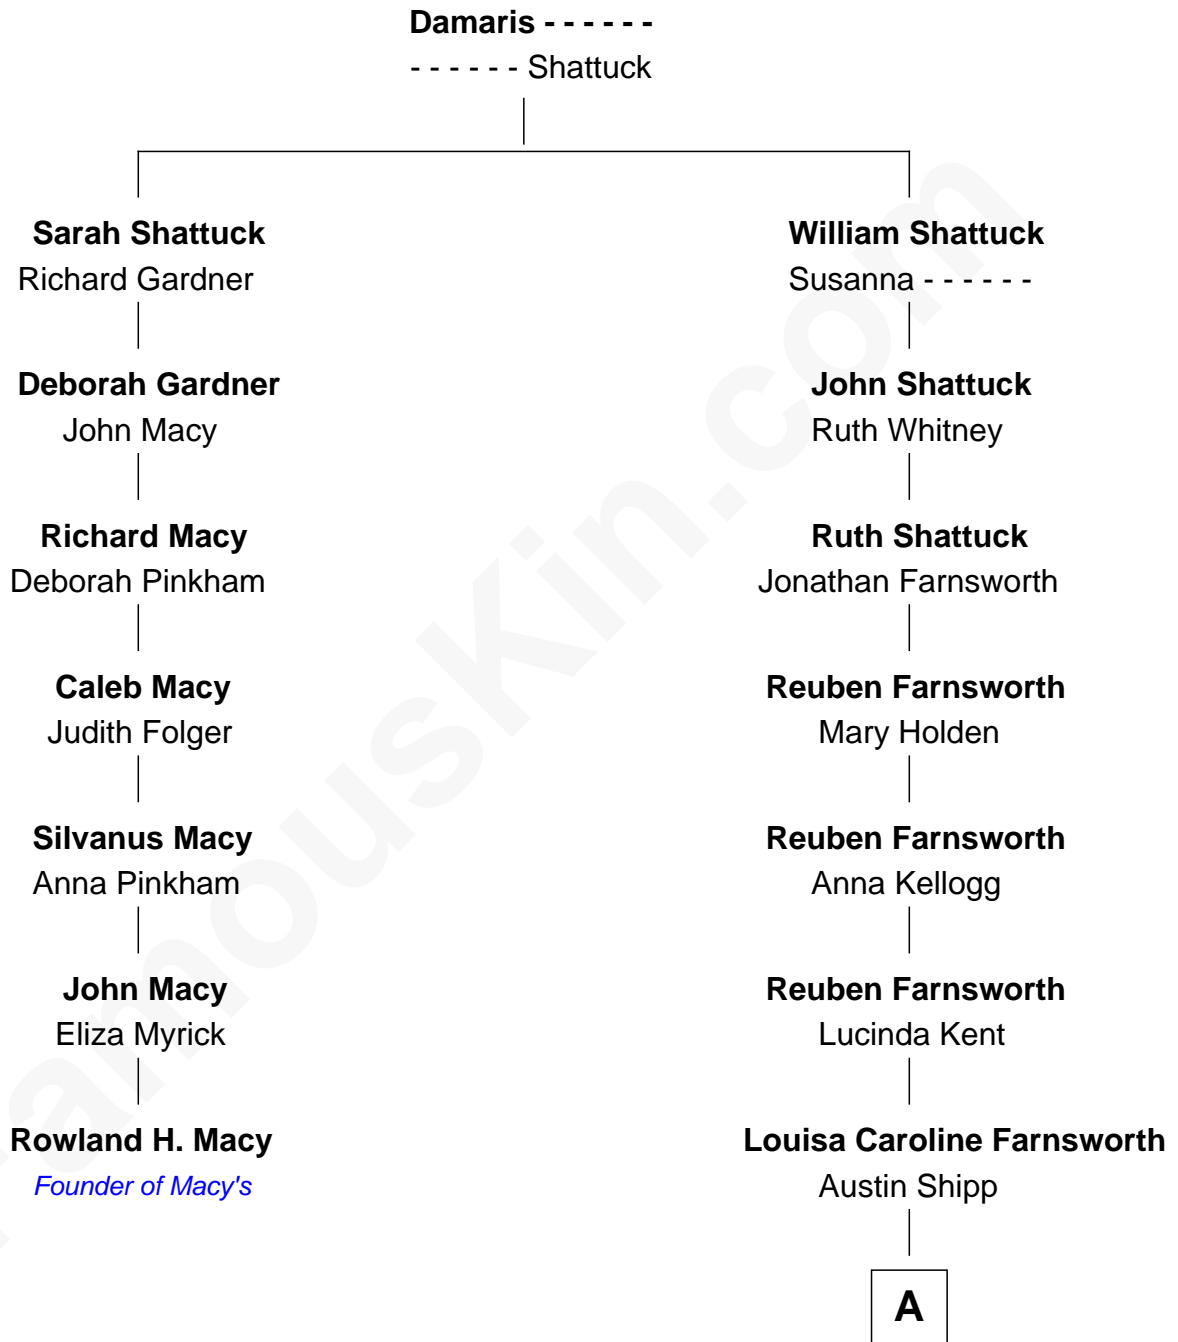 Damaris - - - - - -
- - - - - - Shattuck
Sarah Shattuck
Richard Gardner
William Shattuck
Susanna - - - - - -
Deborah Gardner
John Macy
John Shattuck
Ruth Whitney
Richard Macy
Deborah Pinkham
Ruth Shattuck
Jonathan Farnsworth
Caleb Macy
Judith Folger
Reuben Farnsworth
Mary Holden
Silvanus Macy
Anna Pinkham
Reuben Farnsworth
Anna Kellogg
John Macy
Eliza Myrick
Reuben Farnsworth
Lucinda Kent
Rowland H. Macy
Founder of Macy's
Louisa Caroline Farnsworth
Austin Shipp
A
FamousKin.com